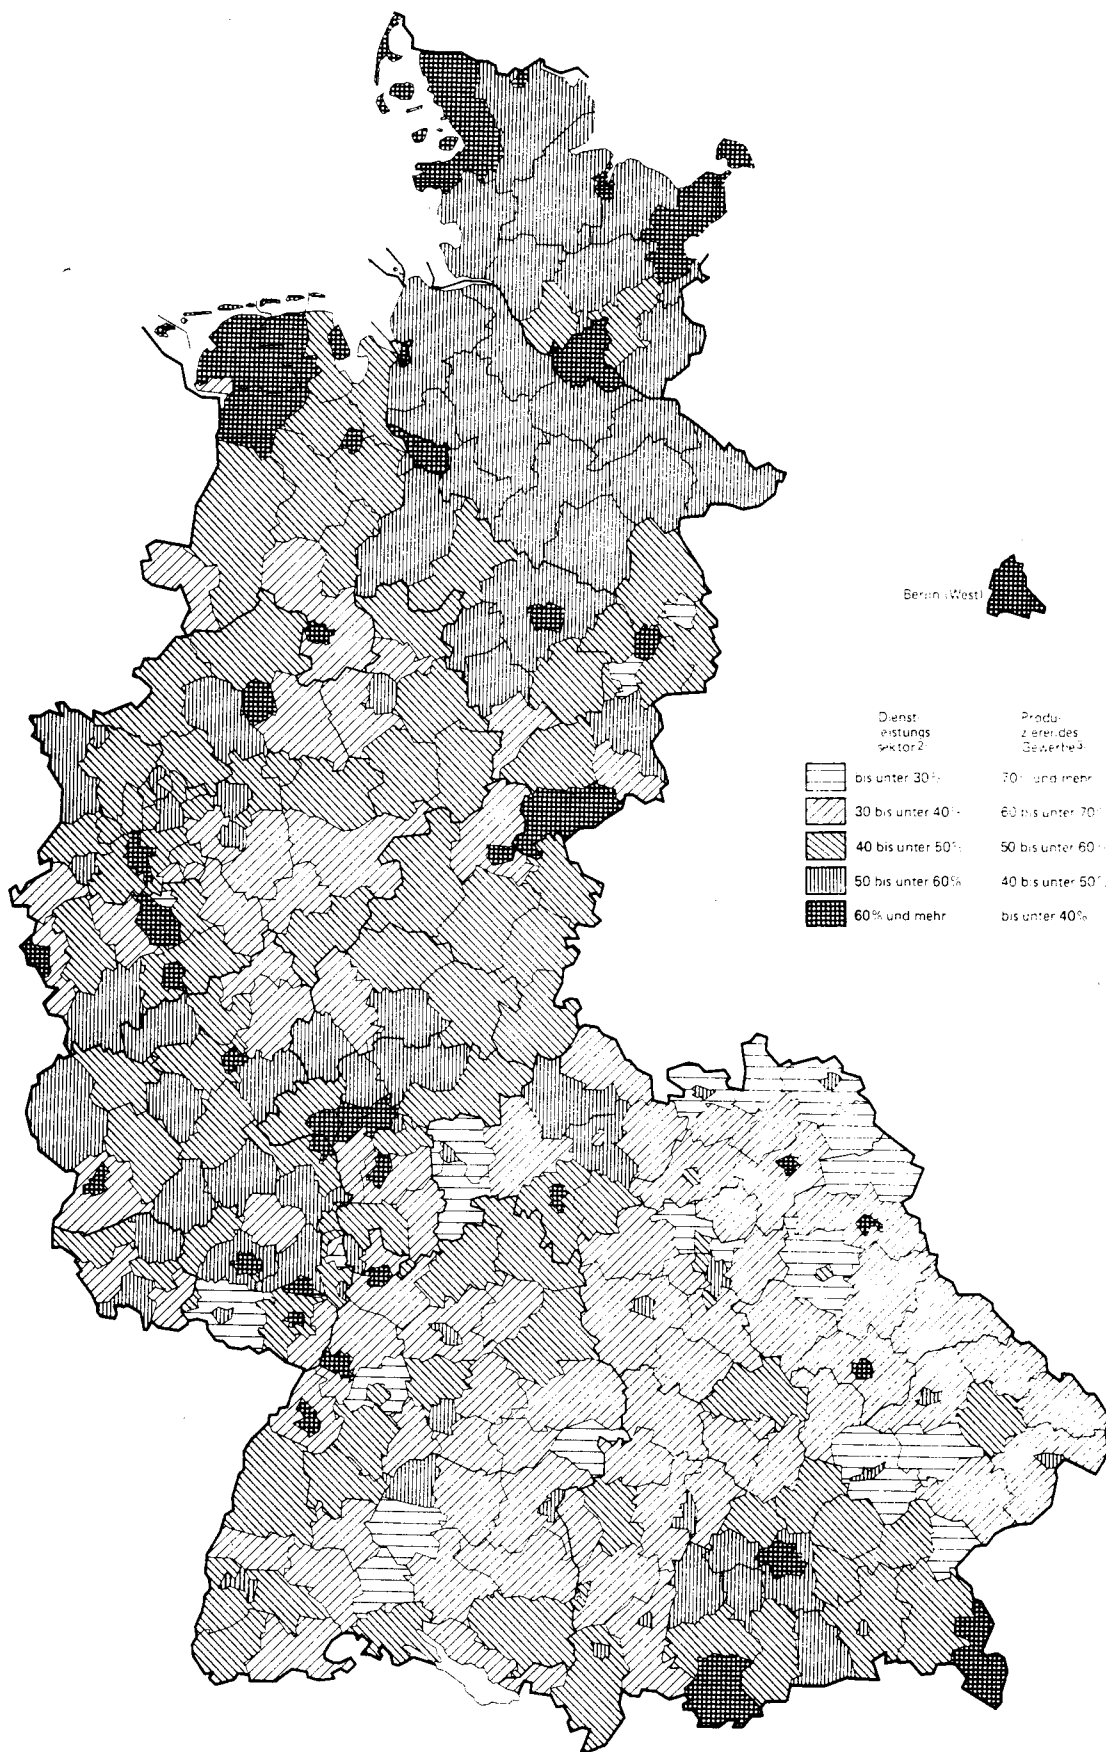 Berlin (West)
Dienst-
leistungs
sektor2)
Produ-
zierendes
Gewerbe3)
bis unter 30%
70% und mehr
30 bis unter 40%
60 bis unter 70%
40 bis unter 50%
50 bis unter 60%
50 bis unter 60%
40 bis unter 50%
60% und mehr
bis unter 40%